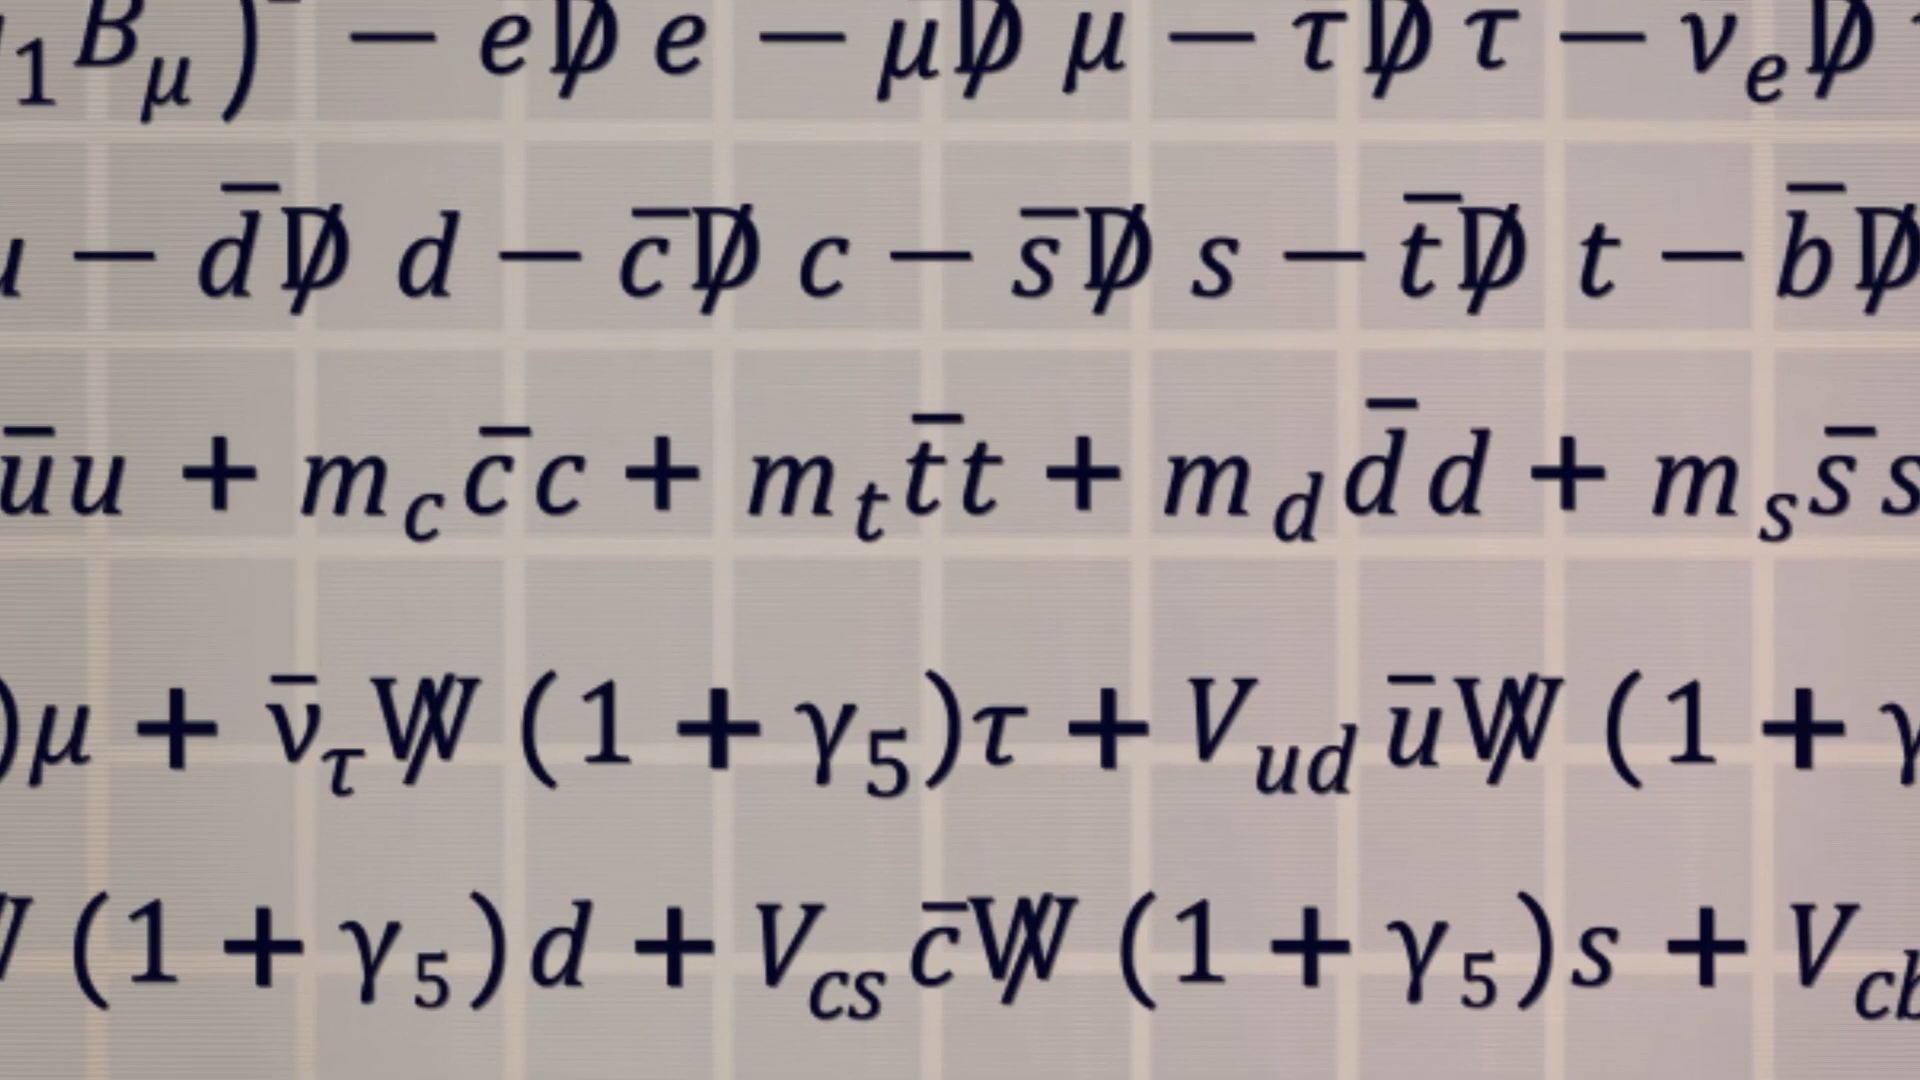 ₁B_μ) − eD̸ e − μD̸ μ − τD̸ τ − ν_eD̸
u − d̄D̸ d − c̄D̸ c − s̄D̸ s − t̄D̸ t − b̄D̸
ūu + m_c c̄c + m_t t̄t + m_d d̄d + m_s s̄s
)μ + ν̄_τW̸ (1 + γ₅)τ + V_ud ūW̸ (1 + γ
W̸ (1 + γ₅)d + V_cs c̄W̸ (1 + γ₅)s + V_cb